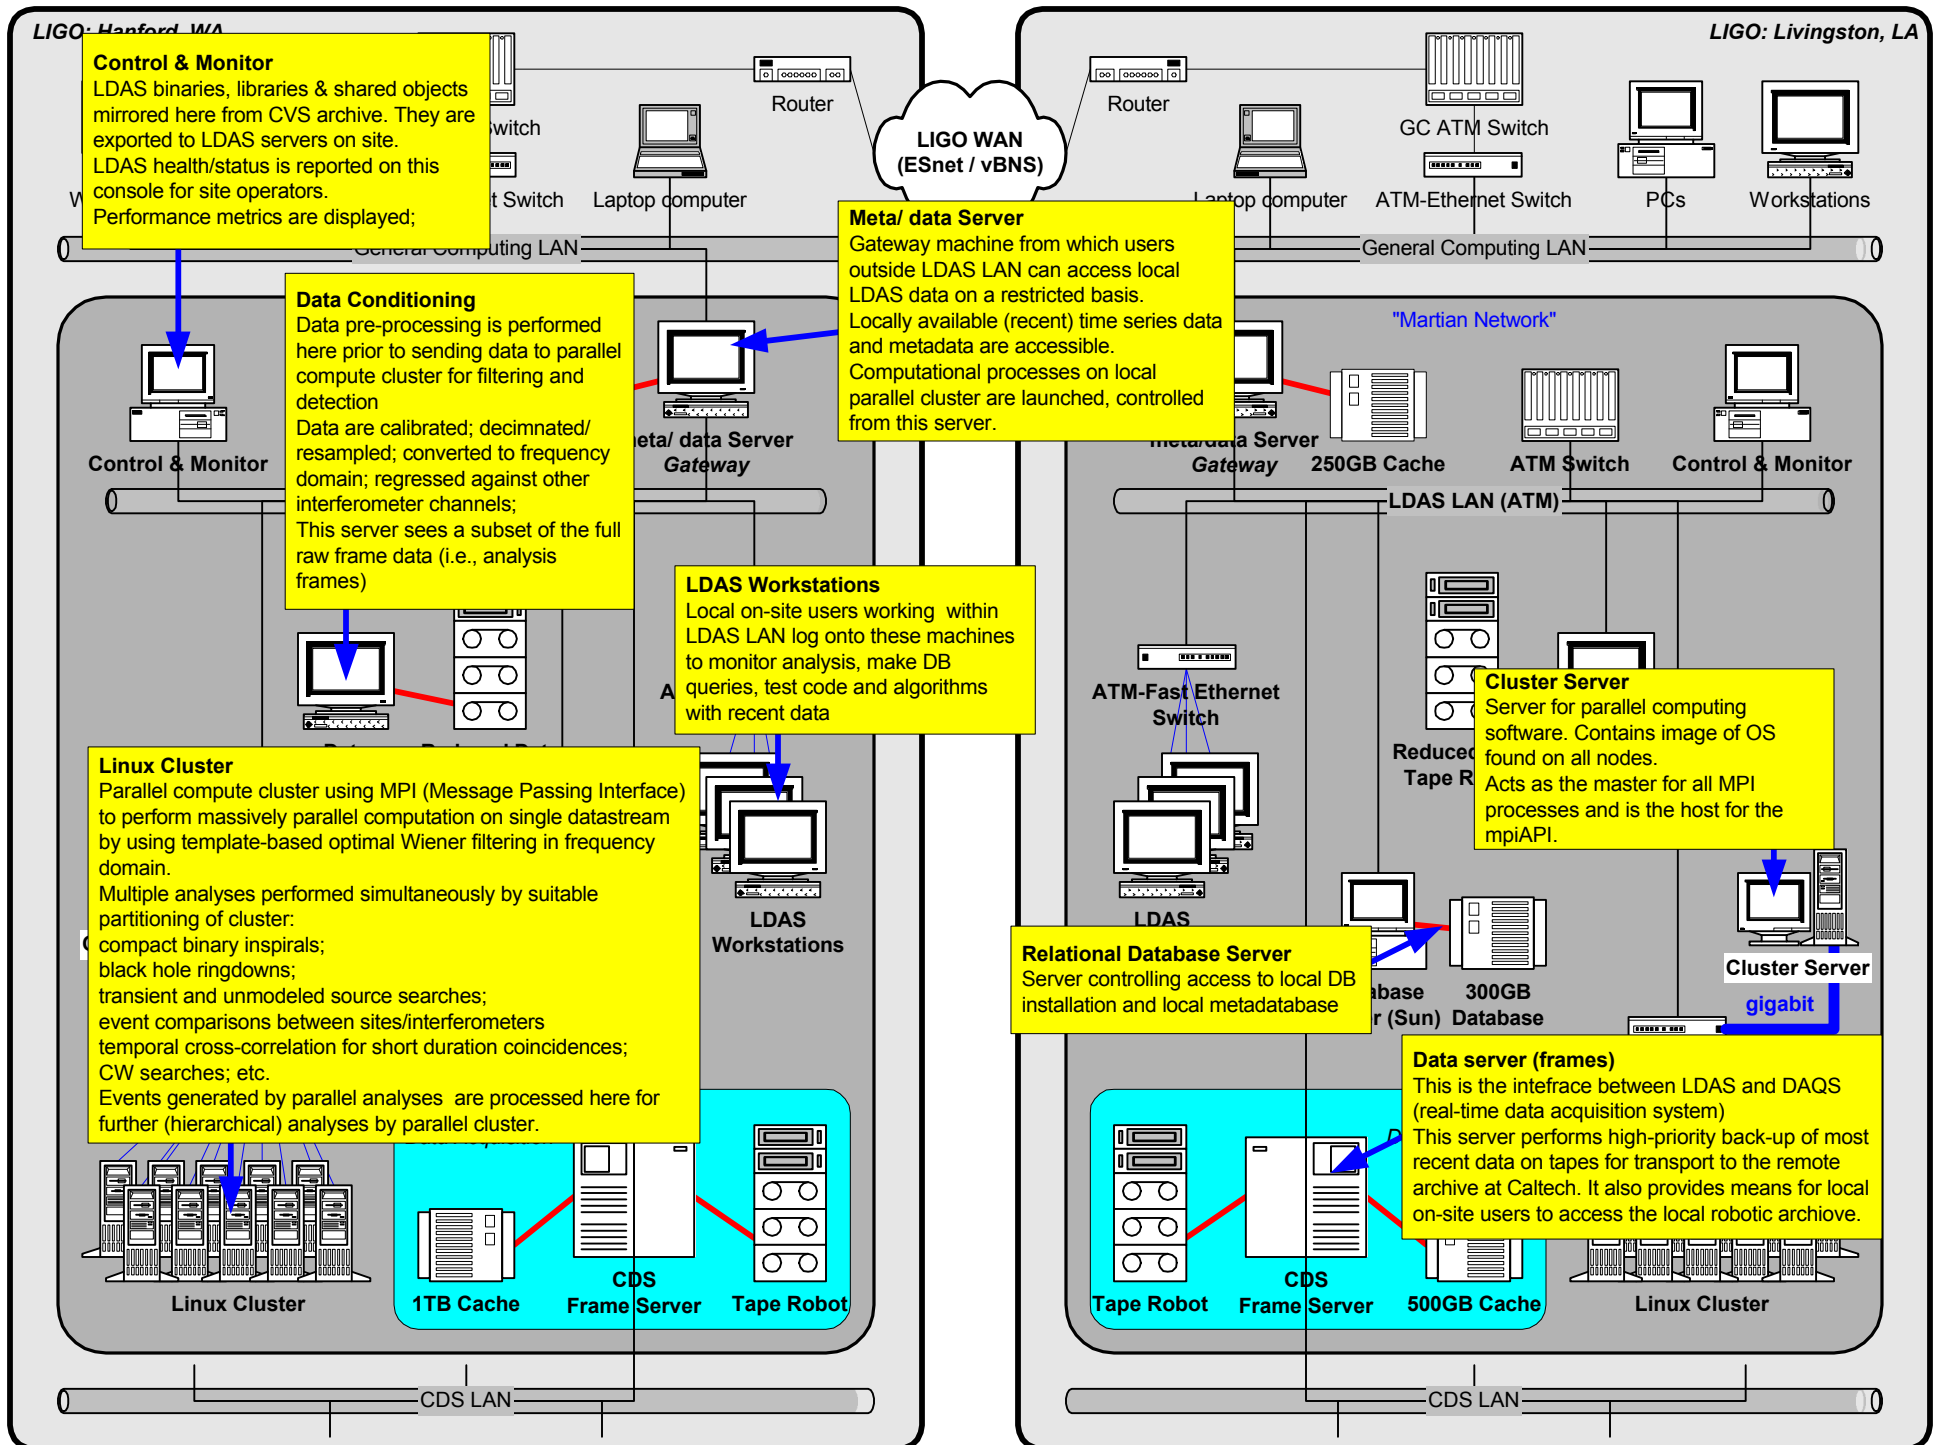 LIGO: Hanford, WA
Control & Monitor
LDAS binaries, libraries & shared objects
mirrored here from CVS archive. They are
exported to LDAS servers on site.
LDAS health/status is reported on this
console for site operators.
Performance metrics are displayed;
Switch
Switch
Router
Laptop computer
General Computing LAN
LIGO WAN
(ESnet / vBNS)
LIGO: Livingston, LA
Router
GC ATM Switch
Laptop computer
ATM-Ethernet Switch
PCs
Workstations
General Computing LAN
Meta/ data Server
Gateway machine from which users
outside LDAS LAN can access local
LDAS data on a restricted basis.
Locally available (recent) time series data
and metadata are accessible.
Computational processes on local
parallel cluster are launched, controlled
from this server.
Data Conditioning
Data pre-processing is performed
here prior to sending data to parallel
compute cluster for filtering and
detection
Data are calibrated; decimnated/
resampled; converted to frequency
domain; regressed against other
interferometer channels;
This server sees a subset of the full
raw frame data (i.e., analysis
frames)
Control & Monitor
meta/ data Server
Gateway
"Martian Network"
meta/data Server
Gateway
250GB Cache
ATM Switch
Control & Monitor
LDAS LAN (ATM)
LDAS Workstations
Local on-site users working within
LDAS LAN log onto these machines
to monitor analysis, make DB
queries, test code and algorithms
with recent data
LDAS
Workstations
Linux Cluster
Parallel compute cluster using MPI (Message Passing Interface)
to perform massively parallel computation on single datastream
by using template-based optimal Wiener filtering in frequency
domain.
Multiple analyses performed simultaneously by suitable
partitioning of cluster:
compact binary inspirals;
black hole ringdowns;
transient and unmodeled source searches;
event comparisons between sites/interferometers
temporal cross-correlation for short duration coincidences;
CW searches; etc.
Events generated by parallel analyses are processed here for
further (hierarchical) analyses by parallel cluster.
Linux Cluster
1TB Cache
CDS
Frame Server
Tape Robot
CDS LAN
ATM-Fast Ethernet
Switch
LDAS
Reduced
Tape
Cluster Server
Server for parallel computing
software. Contains image of OS
found on all nodes.
Acts as the master for all MPI
processes and is the host for the
mpiAPI.
Cluster Server
gigabit
Relational Database Server
Server controlling access to local DB
installation and local metadatabase
(Sun)
300GB
Database
Data server (frames)
This is the intefrace between LDAS and DAQS
(real-time data acquisition system)
This server performs high-priority back-up of most
recent data on tapes for transport to the remote
archive at Caltech. It also provides means for local
on-site users to access the local robotic archiove.
Tape Robot
CDS
Frame Server
500GB Cache
Linux Cluster
CDS LAN